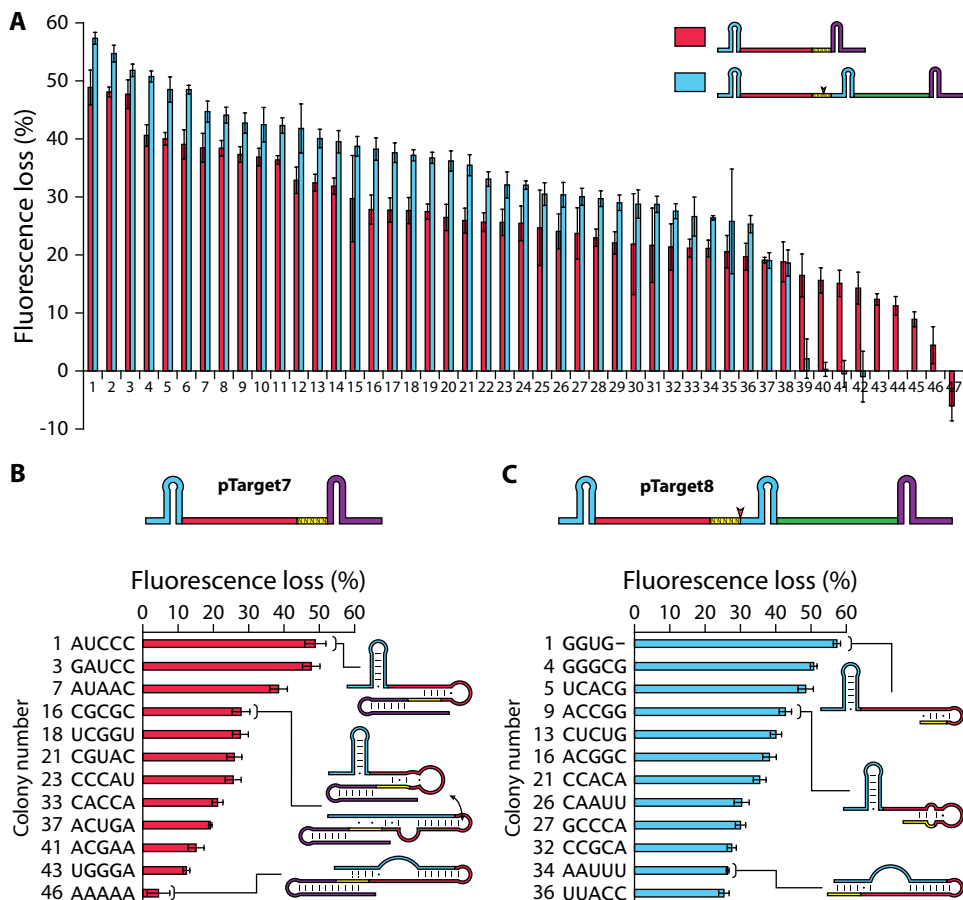 A
Fluorescence loss (%)
60
50
40
30
20
10
0
-10
1 2 3 4 5 6 7 8 9 10 11 12 13 14 15 16 17 18 19 20 21 22 23 24 25 26 27 28 29 30 31 32 33 34 35 36 37 38 39 40 41 42 43 44 45 46 47
B
pTarget7
NNNNN
Fluorescence loss (%)
0 10 20 30 40 50 60
Colony number
1 AUCCC
3 GAUCC
7 AUAAC
16 CGCGC
18 UCGGU
21 CGUAC
23 CCCAU
33 CACCA
37 ACUGA
41 ACGAA
43 UGGGA
46 AAAAA
C
pTarget8
NNNNN
Fluorescence loss (%)
0 10 20 30 40 50 60
Colony number
1 GGUG-
4 GGGCG
5 UCACG
9 ACCGG
13 CUCUG
16 ACGGC
21 CCACA
26 CAAUU
27 GCCCA
32 CCGCA
34 AAUUU
36 UUACC